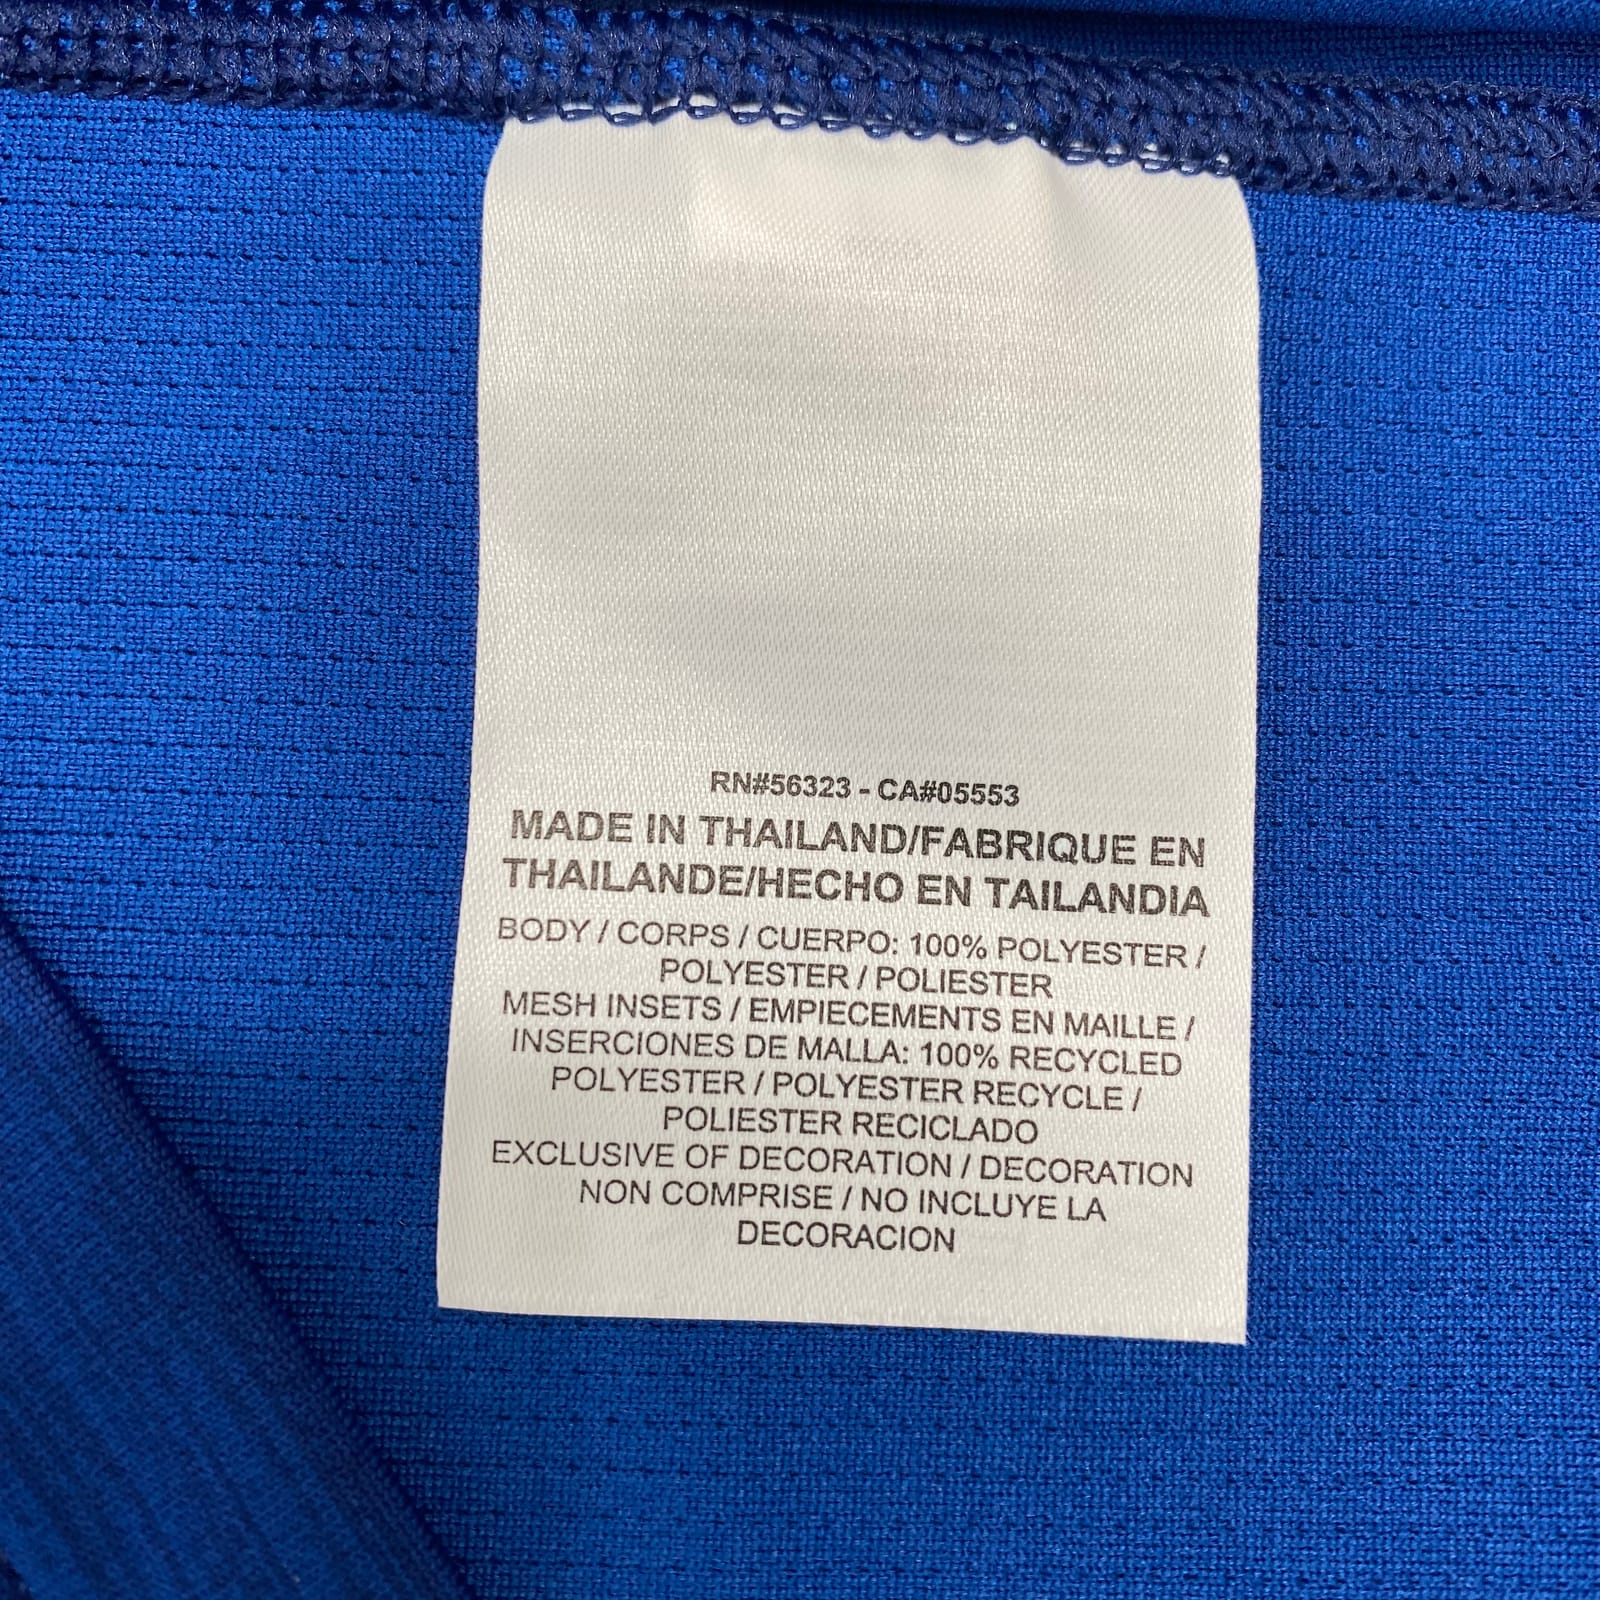 RN#56323 - CA#05553
MADE IN THAILAND/FABRIQUE EN
THAILANDE/HECHO EN TAILANDIA
BODY / CORPS / CUERPO: 100% POLYESTER /
POLYESTER / POLIESTER
MESH INSETS / EMPIECEMENTS EN MAILLE /
INSERCIONES DE MALLA: 100% RECYCLED
POLYESTER / POLYESTER RECYCLE /
POLIESTER RECICLADO
EXCLUSIVE OF DECORATION / DECORATION
NON COMPRISE / NO INCLUYE LA
DECORACION